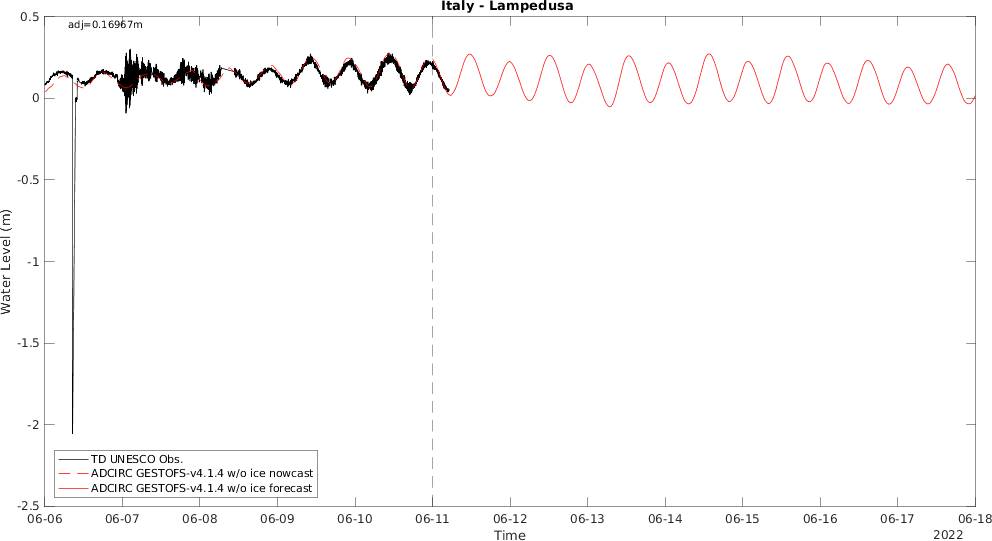 Italy - Lampedusa
adj=0.16967m
0.5
0
-0.5
-1
-1.5
-2
-2.5
Water Level (m)
TD UNESCO Obs.
ADCIRC GESTOFS-v4.1.4 w/o ice nowcast
ADCIRC GESTOFS-v4.1.4 w/o ice forecast
06-06 06-07 06-08 06-09 06-10 06-11 06-12 06-13 06-14 06-15 06-16 06-17 06-18
Time
2022